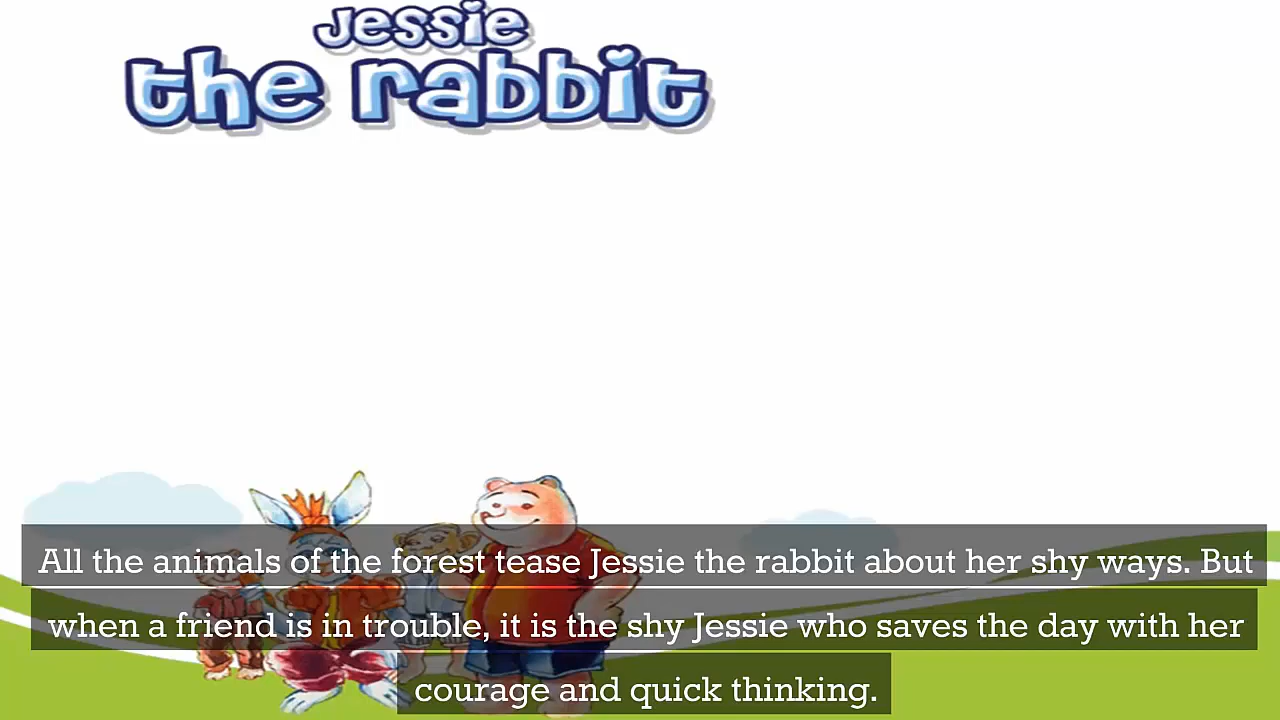 Jessie
the rabbit
All the animals of the forest tease Jessie the rabbit about her shy ways. But
when a friend is in trouble, it is the shy Jessie who saves the day with her
courage and quick thinking.